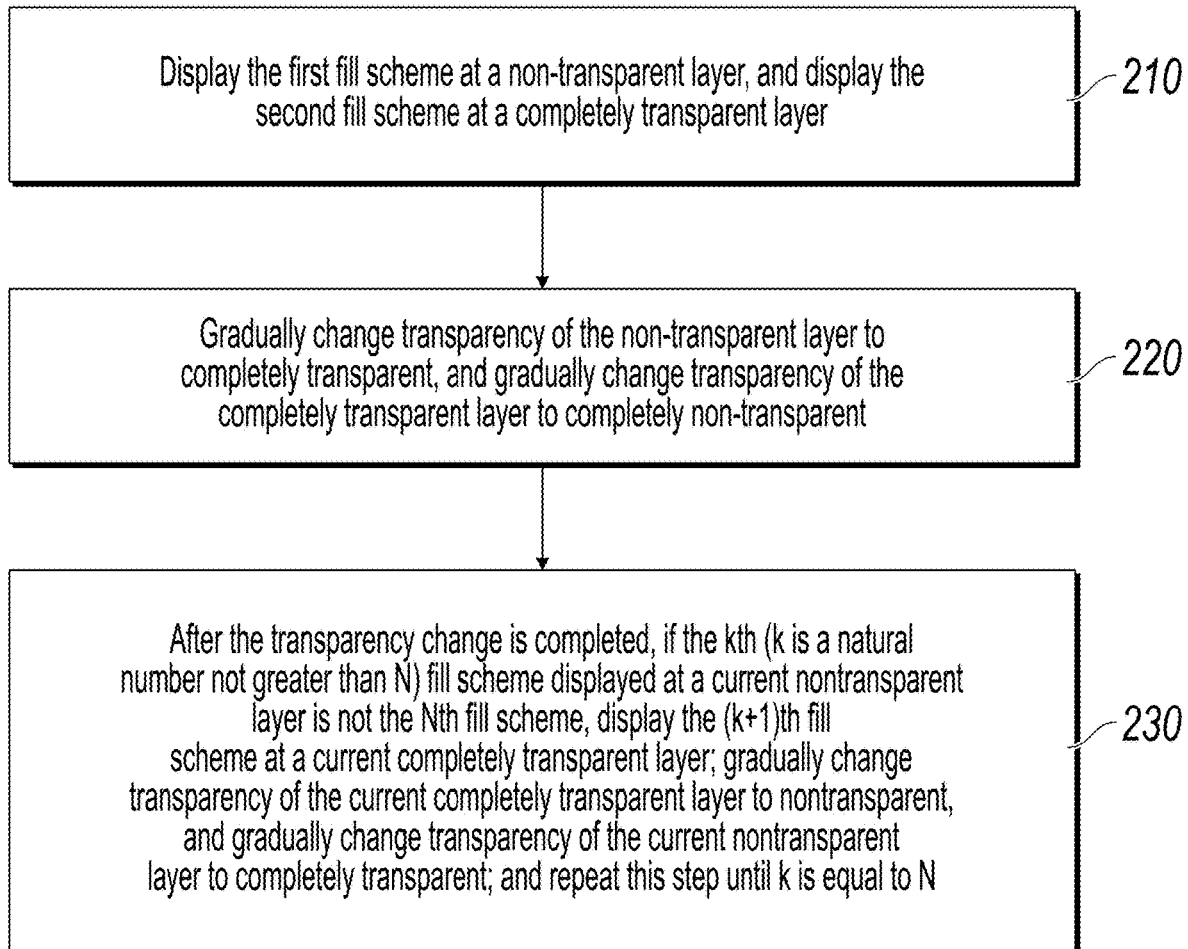 Display the first fill scheme at a non-transparent layer, and display the
second fill scheme at a completely transparent layer
210
Gradually change transparency of the non-transparent layer to
completely transparent, and gradually change transparency of the
completely transparent layer to completely non-transparent
220
After the transparency change is completed, if the kth (k is a natural
number not greater than N) fill scheme displayed at a current nontransparent
layer is not the Nth fill scheme, display the (k+1)th fill
scheme at a current completely transparent layer; gradually change
transparency of the current completely transparent layer to nontransparent,
and gradually change transparency of the current nontransparent
layer to completely transparent; and repeat this step until k is equal to N
230